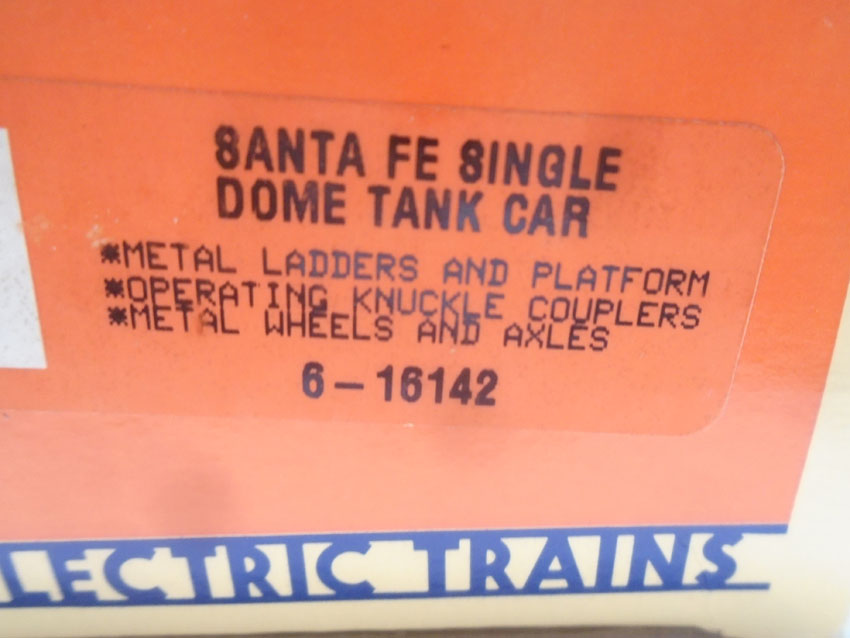 SANTA FE SINGLE
DOME TANK CAR
*METAL LADDERS AND PLATFORM
*OPERATING KNUCKLE COUPLERS
*METAL WHEELS AND AXLES
6-16142
LECTRIC TRAINS